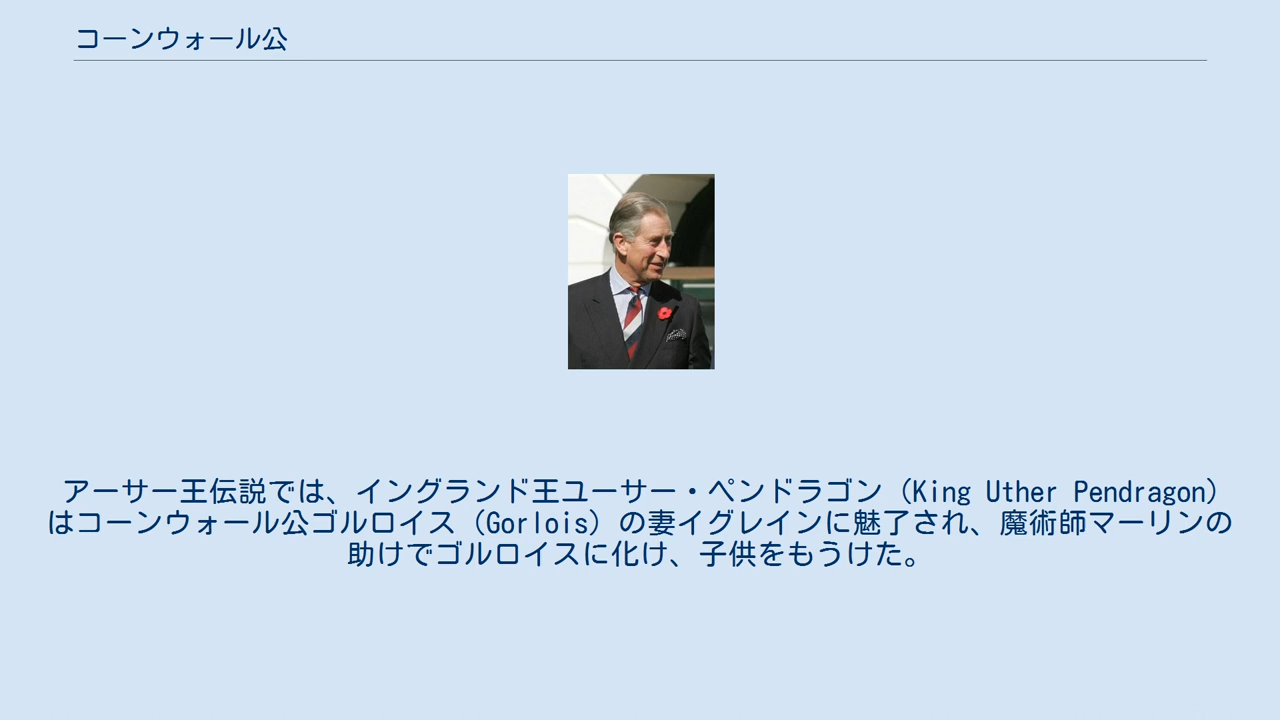 コーンウォール公
アーサー王伝説では、イングランド王ユーサー・ペンドラゴン（King Uther Pendragon）
はコーンウォール公ゴルロイス（Gorlois）の妻イグレインに魅了され、魔術師マーリンの
助けでゴルロイスに化け、子供をもうけた。